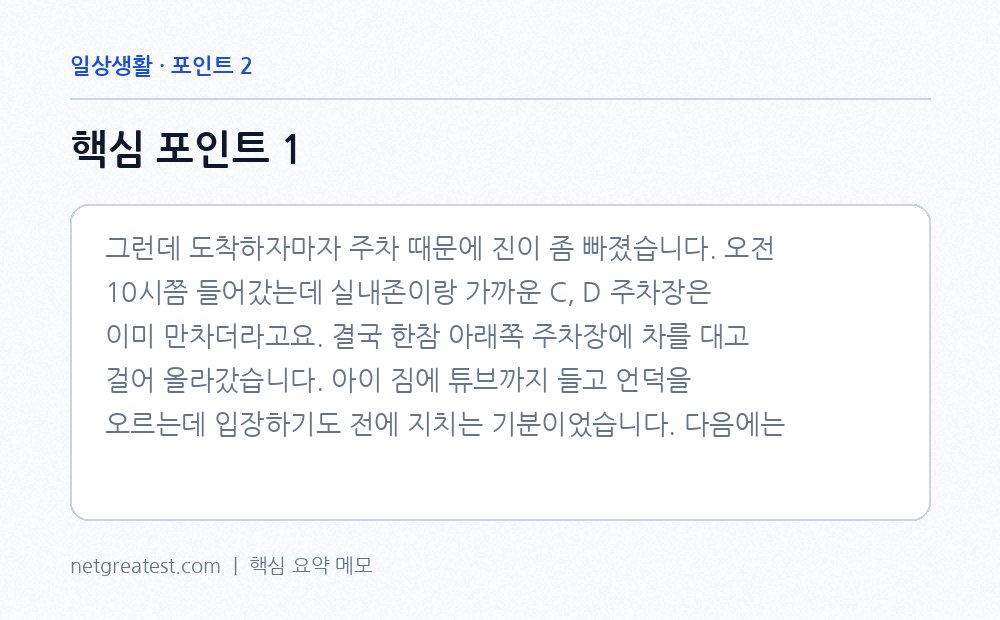 일상생활 · 포인트 2
핵심 포인트 1
그런데 도착하자마자 주차 때문에 진이 좀 빠졌습니다. 오전
10시쯤 들어갔는데 실내존이랑 가까운 C, D 주차장은
이미 만차더라고요. 결국 한참 아래쪽 주차장에 차를 대고
걸어 올라갔습니다. 아이 짐에 튜브까지 들고 언덕을
오르는데 입장하기도 전에 지치는 기분이었습니다. 다음에는
netgreatest.com | 핵심 요약 메모